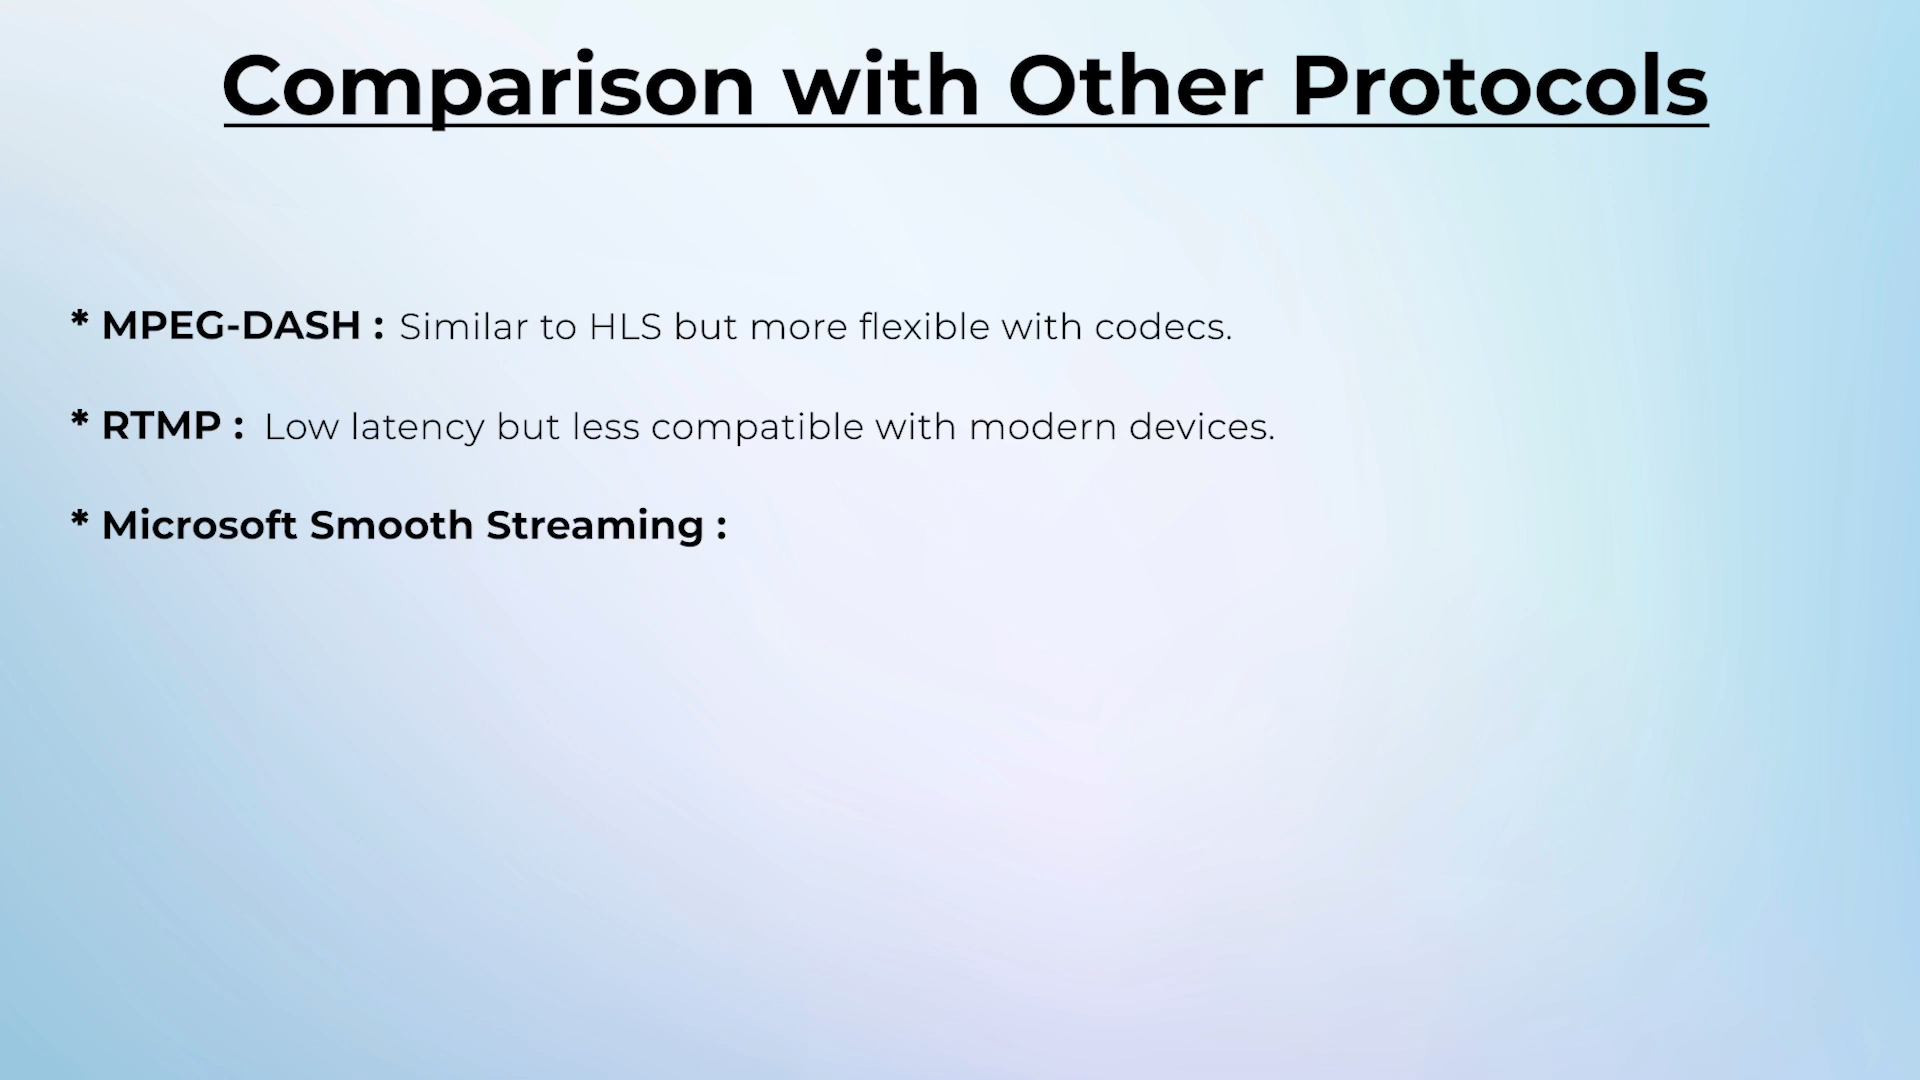 Comparison with Other Protocols
* MPEG-DASH : Similar to HLS but more flexible with codecs.
* RTMP : Low latency but less compatible with modern devices.
* Microsoft Smooth Streaming :